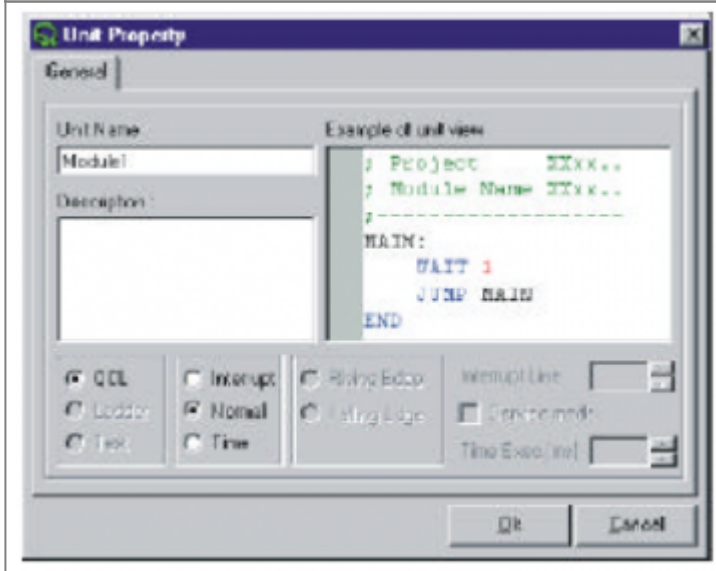 Unit Property
General
Unit Name
Module1
Description :
Example of unit view
; Project XXxx..
; Module Name XXxx..
;--------------------
MAIN:
WAIT 1
JUMP MAIN
END
QCL
Ladder
Text
Interrupt
Normal
Time
Rising Edge
Falling Edge
Interrupt Line
Service mode
Time Exec. [ms]
Ok
Cancel